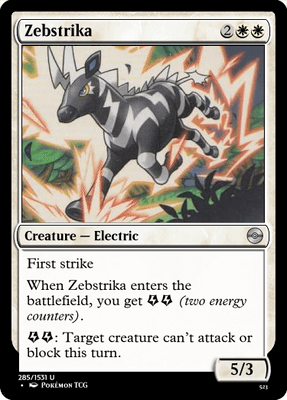 Zebstrika 2
Creature — Electric
First strike
When Zebstrika enters the
battlefield, you get (two energy
counters).
: Target creature can't attack or
block this turn.
5/3
285/1531 U
• Pokémon TCG